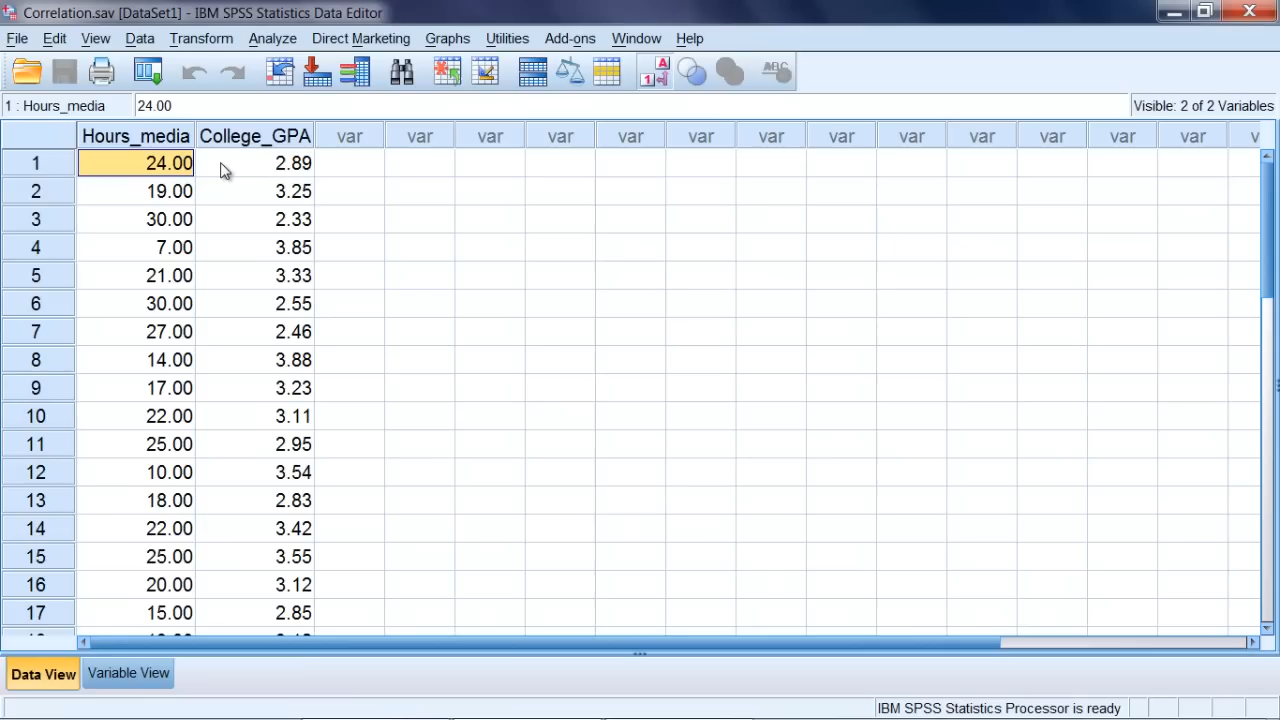 Correlation.sav [DataSet1] - IBM SPSS Statistics Data Editor
File Edit View Data Transform Analyze Direct Marketing Graphs Utilities Add-ons Window Help
1 : Hours_media 24.00 Visible: 2 of 2 Variables
Hours_media College_GPA var var var var var var var var var var var var var
1 24.00 2.89
2 19.00 3.25
3 30.00 2.33
4 7.00 3.85
5 21.00 3.33
6 30.00 2.55
7 27.00 2.46
8 14.00 3.88
9 17.00 3.23
10 22.00 3.11
11 25.00 2.95
12 10.00 3.54
13 18.00 2.83
14 22.00 3.42
15 25.00 3.55
16 20.00 3.12
17 15.00 2.85
Data View Variable View
IBM SPSS Statistics Processor is ready